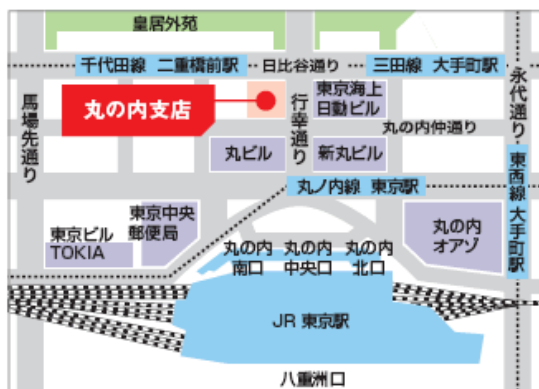 皇居外苑
千代田線 二重橋前駅
日比谷通り
三田線 大手町駅
馬場先通り
丸の内支店
行幸通り
東京海上
日動ビル
永代通り
丸の内仲通り
丸ビル
新丸ビル
丸ノ内線 東京駅
東西線 大手町駅
東京ビル
TOKIA
東京中央
郵便局
丸の内
南口
丸の内
中央口
丸の内
北口
丸の内
オアゾ
JR 東京駅
八重洲口